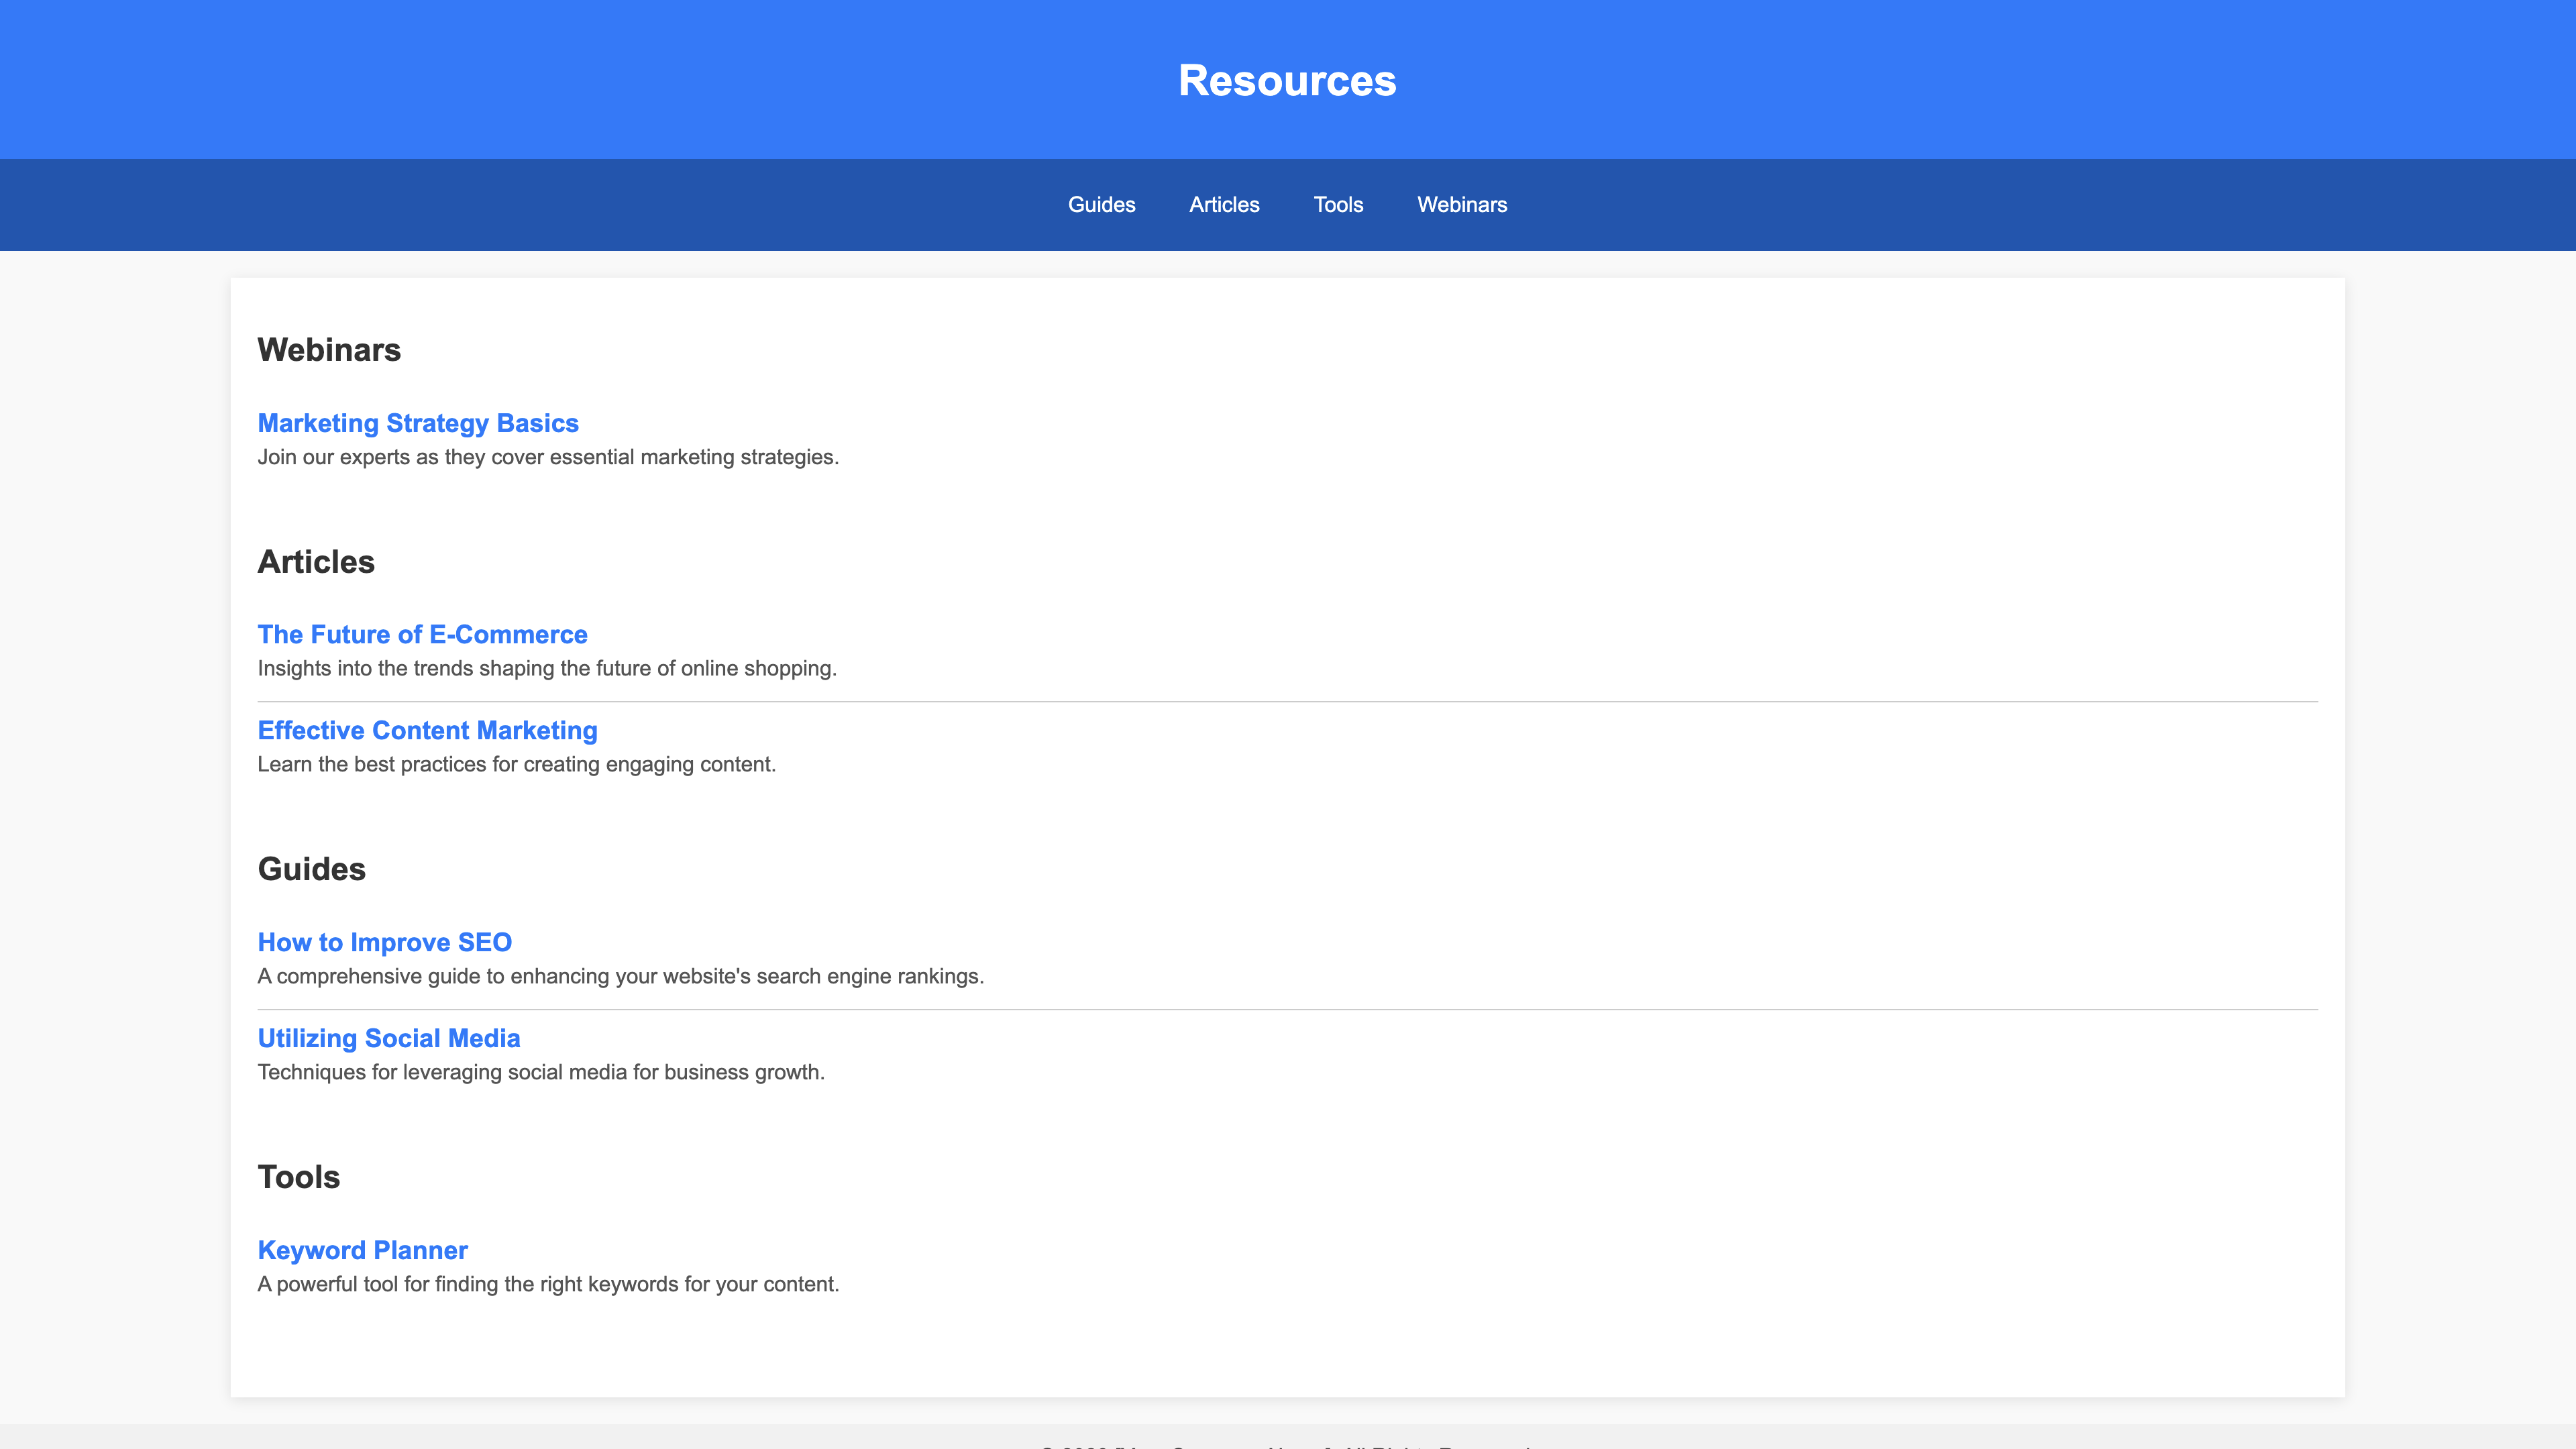 Resources
Guides Articles Tools Webinars
Webinars
Marketing Strategy Basics
Join our experts as they cover essential marketing strategies.
Articles
The Future of E-Commerce
Insights into the trends shaping the future of online shopping.
Effective Content Marketing
Learn the best practices for creating engaging content.
Guides
How to Improve SEO
A comprehensive guide to enhancing your website's search engine rankings.
Utilizing Social Media
Techniques for leveraging social media for business growth.
Tools
Keyword Planner
A powerful tool for finding the right keywords for your content.